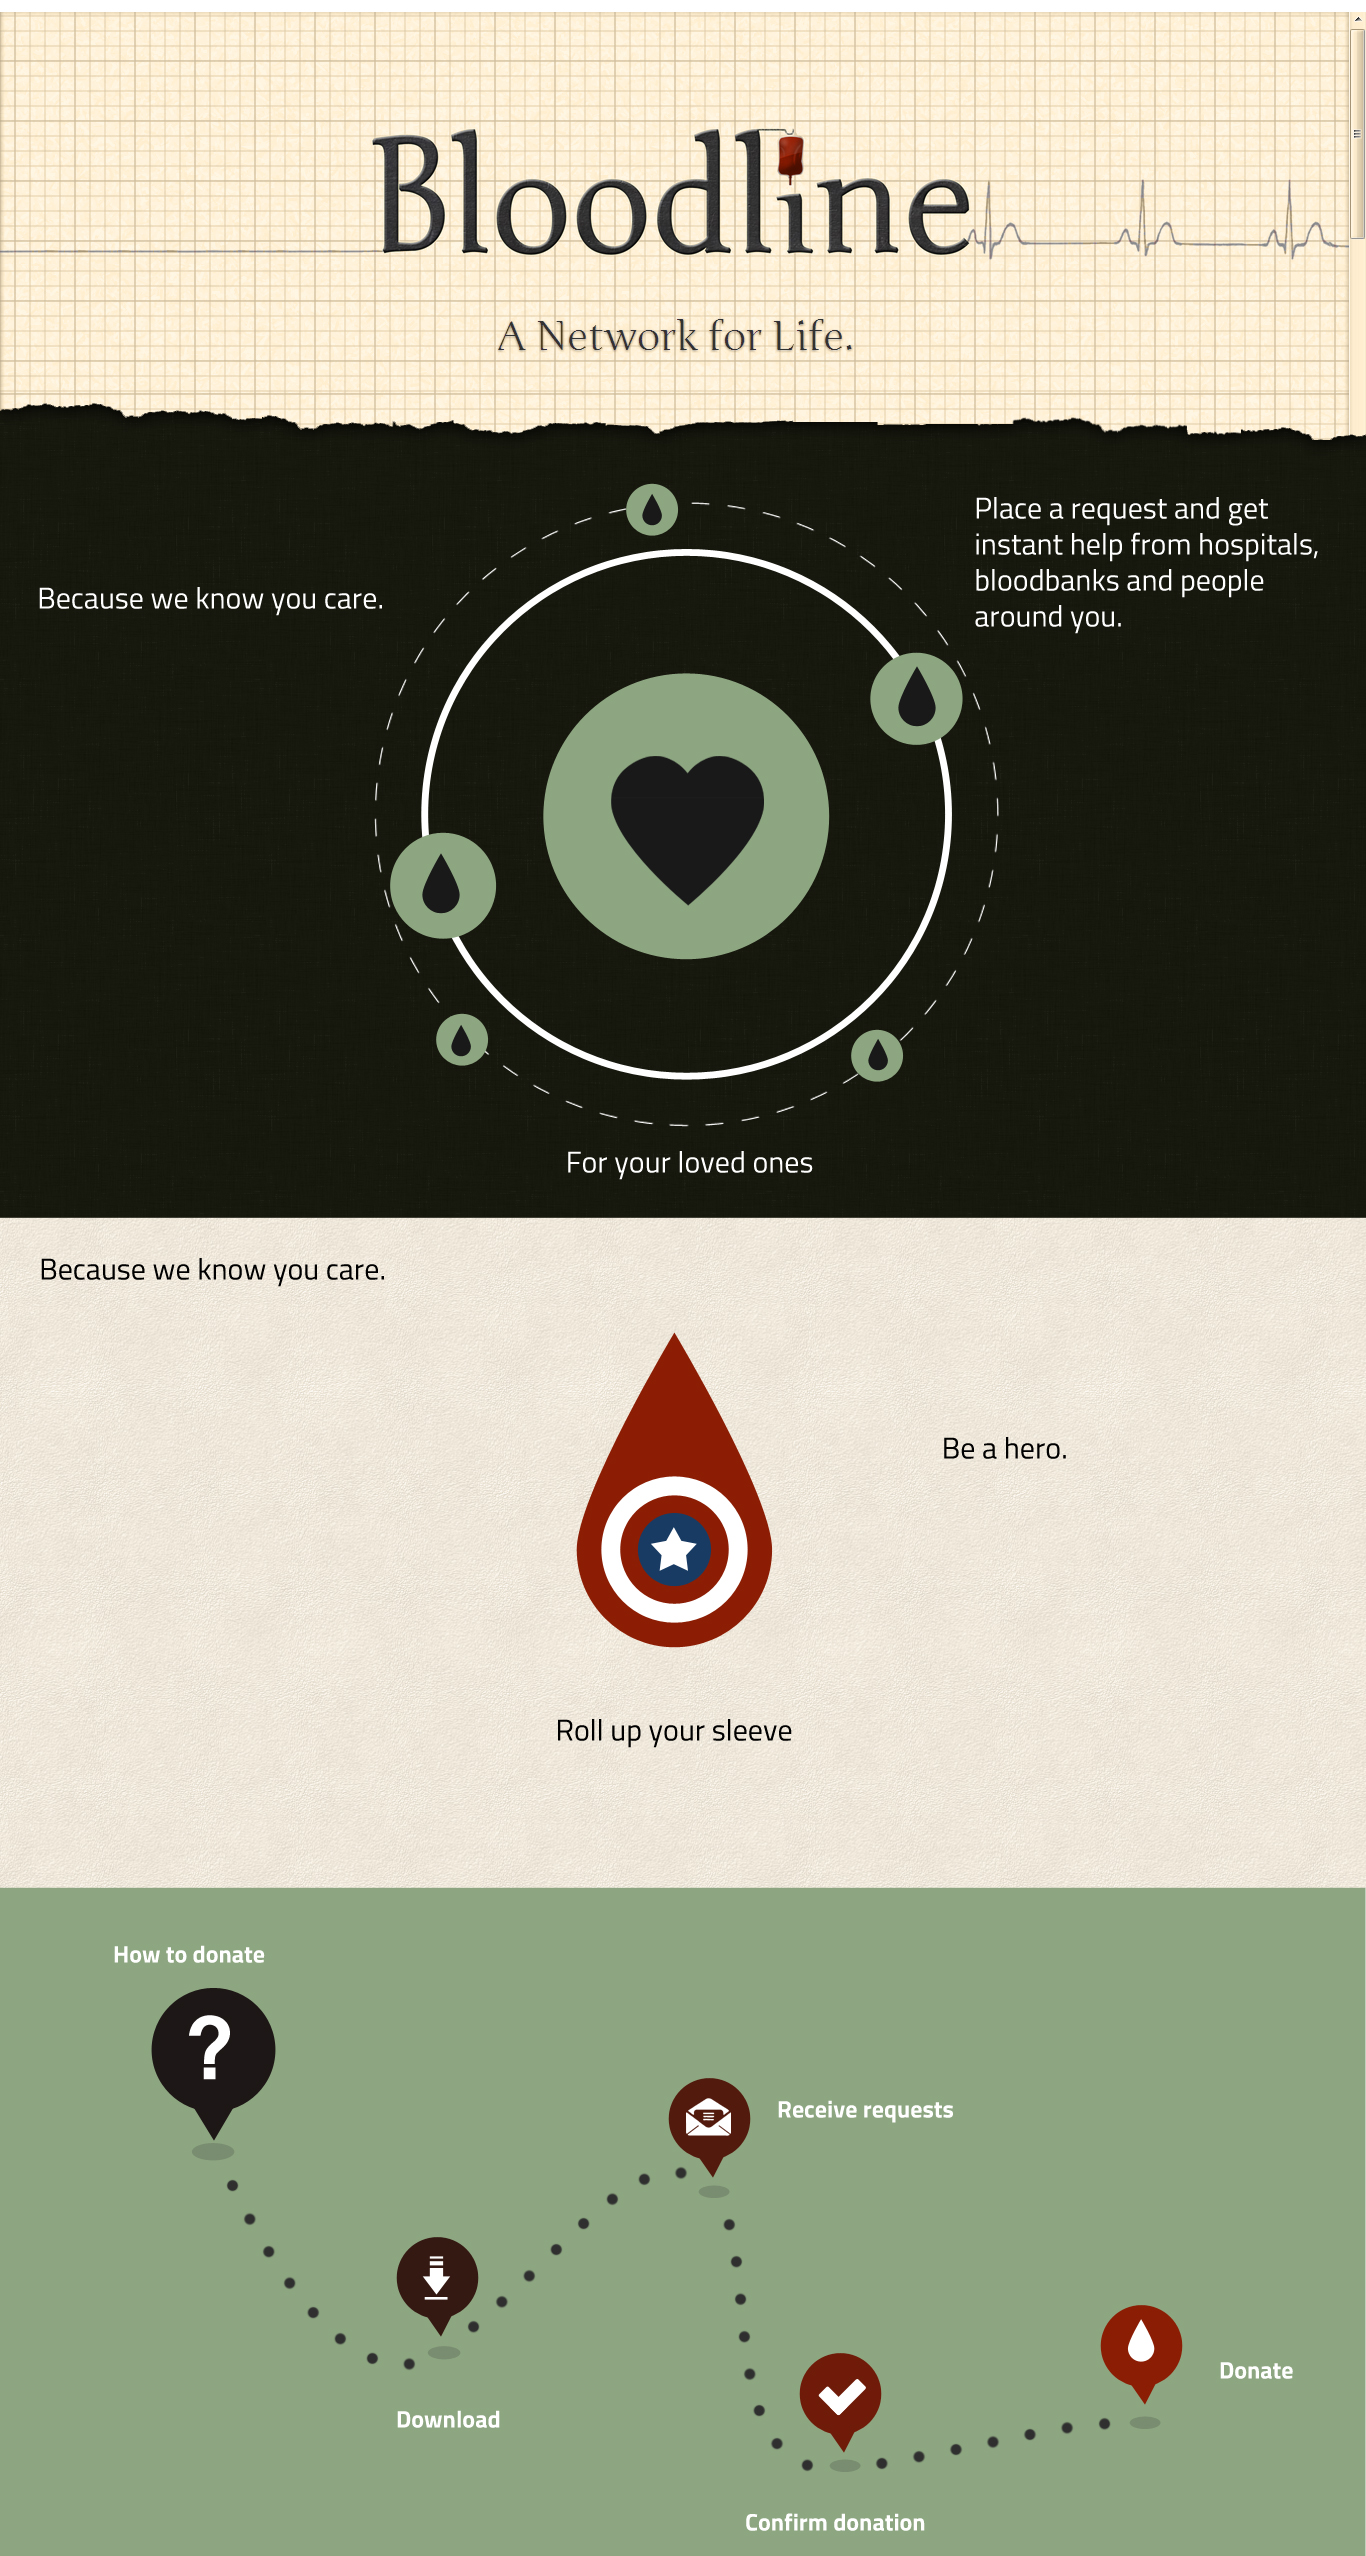 Bloodline
A Network for Life.
Place a request and get
instant help from hospitals,
bloodbanks and people
around you.
Because we know you care.
For your loved ones
Because we know you care.
Be a hero.
Roll up your sleeve
How to donate
?
Receive requests
Download
Donate
Confirm donation